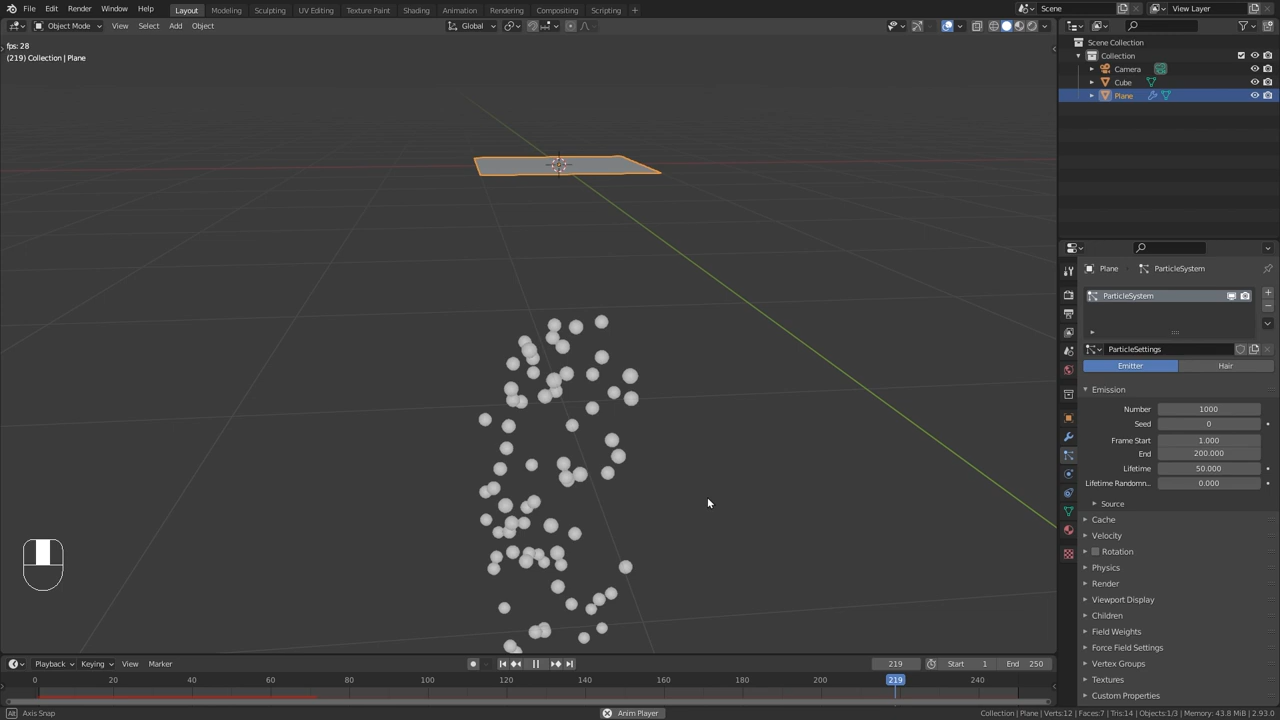 File Edit Render Window Help Layout Modeling Sculpting UV Editing Texture Paint Shading Animation Rendering Compositing Scripting + Scene View Layer
Object Mode View Select Add Object Global
fps: 28
(219) Collection | Plane
Scene Collection
Collection
Camera
Cube
Plane
Plane ParticleSystem
ParticleSystem
ParticleSettings
Emitter Hair
Emission
Number 1000
Seed 0
Frame Start 1.000
End 200.000
Lifetime 50.000
Lifetime Randomn.. 0.000
Source
Cache
Velocity
Rotation
Physics
Render
Viewport Display
Children
Field Weights
Force Field Settings
Vertex Groups
Textures
Custom Properties
Playback Keying View Marker 219 Start 1 End 250
0 20 40 60 80 100 120 140 160 180 200 219 240
Axis Snap Anim Player Collection | Plane | Verts:12 | Faces:7 | Tris:14 | Objects:1/3 | Memory: 43.8 MiB | 2.93.0